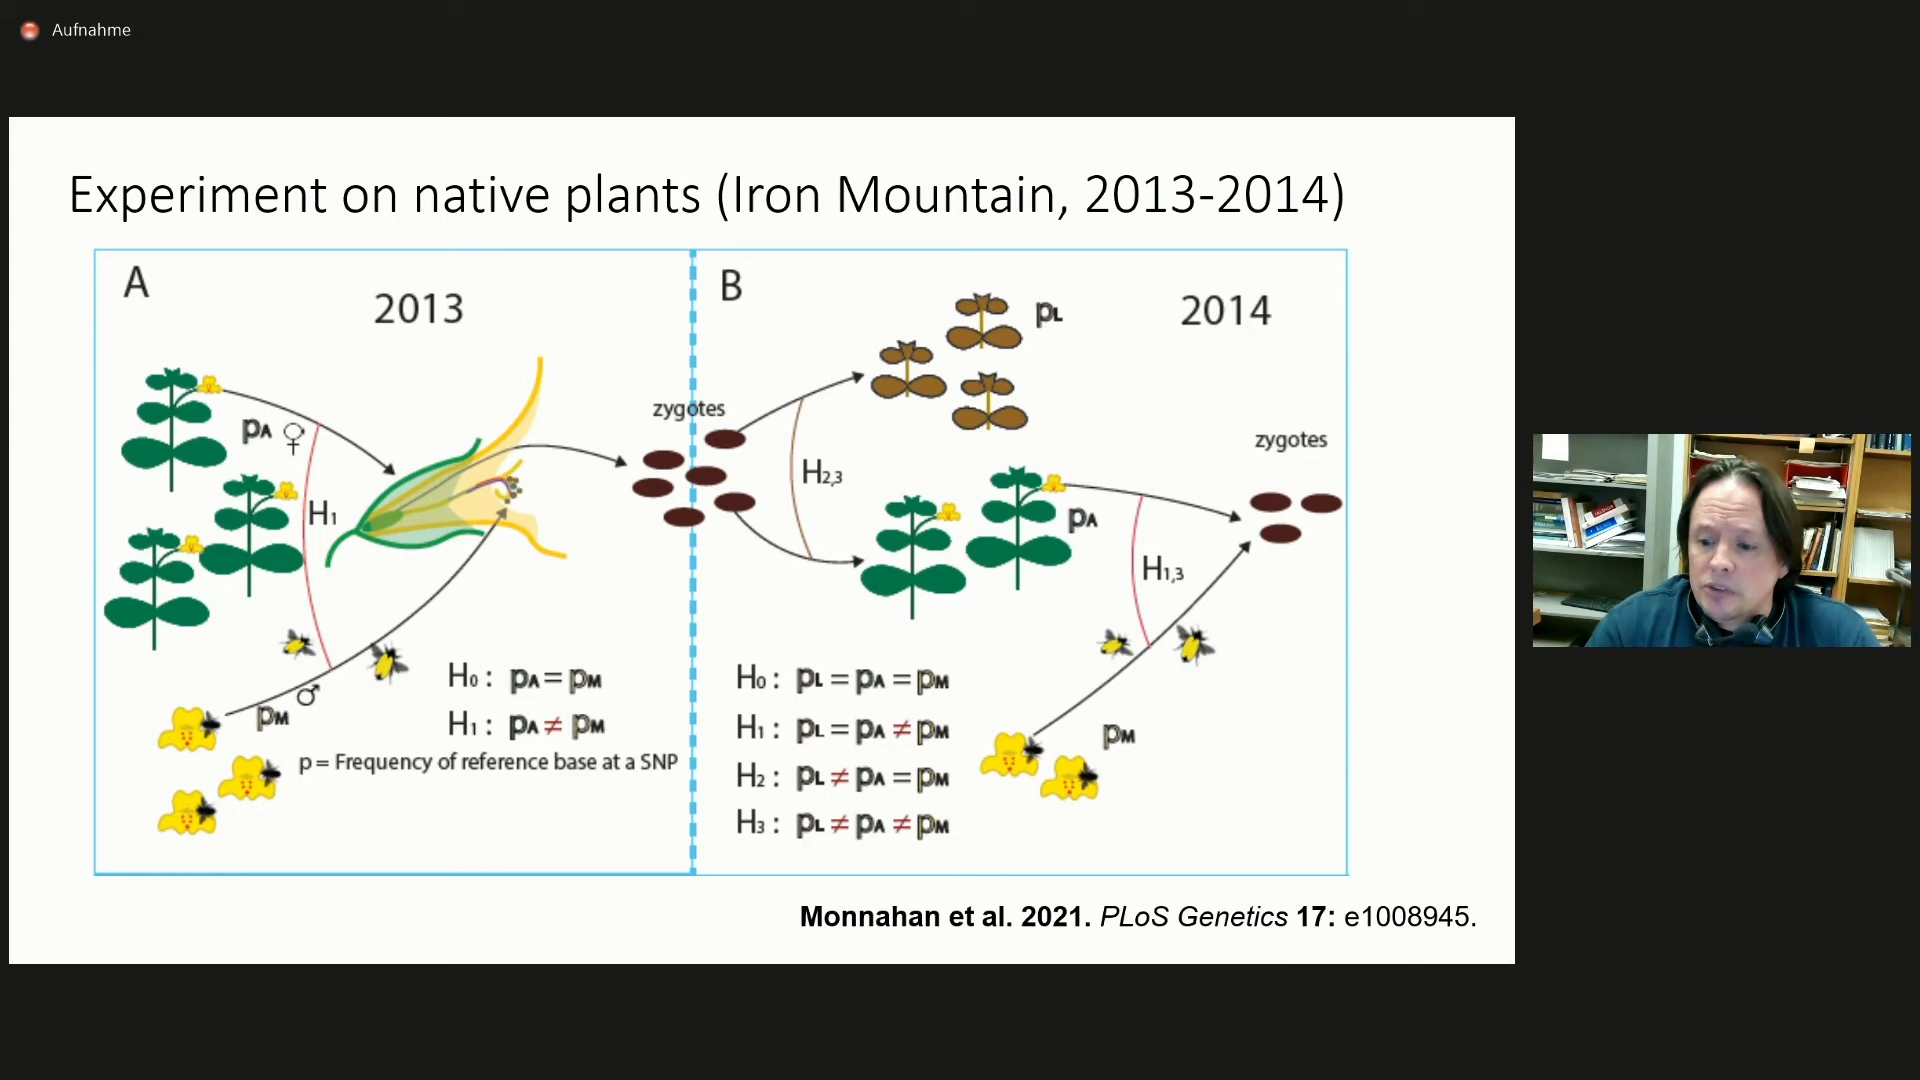 Aufnahme
Experiment on native plants (Iron Mountain, 2013-2014)
A
2013
pA ♀
H1
pM ♂
H0 : pA = pM
H1 : pA ≠ pM
p = Frequency of reference base at a SNP
zygotes
B
2014
pL
H2,3
pA
H1,3
zygotes
pM
H0 : pL = pA = pM
H1 : pL = pA ≠ pM
H2 : pL ≠ pA = pM
H3 : pL ≠ pA ≠ pM
Monnahan et al. 2021. PLoS Genetics 17: e1008945.